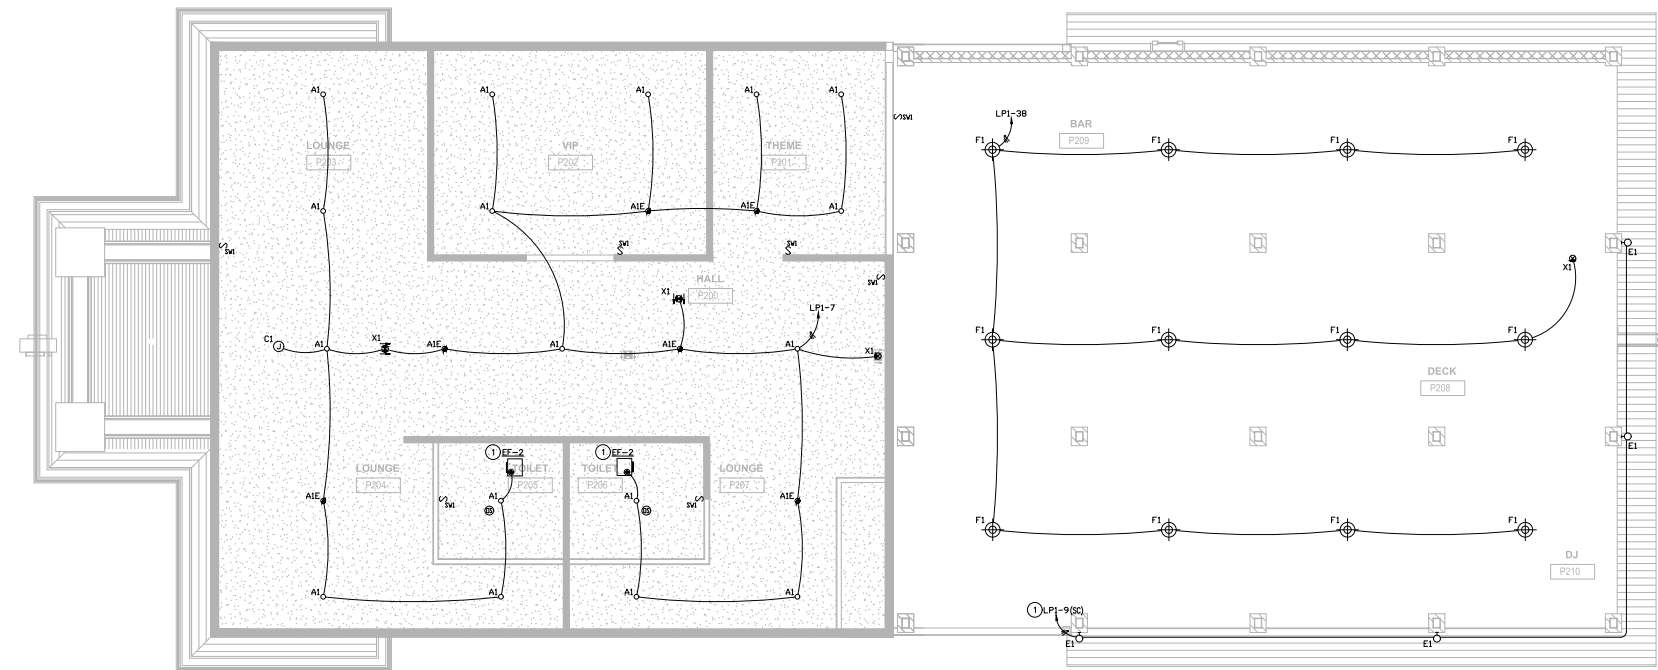 A1
A1
A1
A1
A1
LOUNGE
P203
VIP
P202
THEME
P201
A1
A1
A1E
A1E
A1
SW1
SW1
SW1
SW1
HALL
P200
X1
LP1-7
SW1
C1
J
A1
X1
A1E
A1
A1E
A1
X1
LOUNGE
P204
1
EF-2
TOILET
P205
1
EF-2
TOILET
P206
LOUNGE
P207
A1E
SW1
A1
OS
A1
OS
SW1
A1E
A1
A1
A1
A1
LP1-38
BAR
P209
F1
F1
F1
F1
E1
X1
F1
F1
F1
F1
DECK
P208
E1
F1
F1
F1
F1
DJ
P210
1
LP1-9(SC)
E1
E1